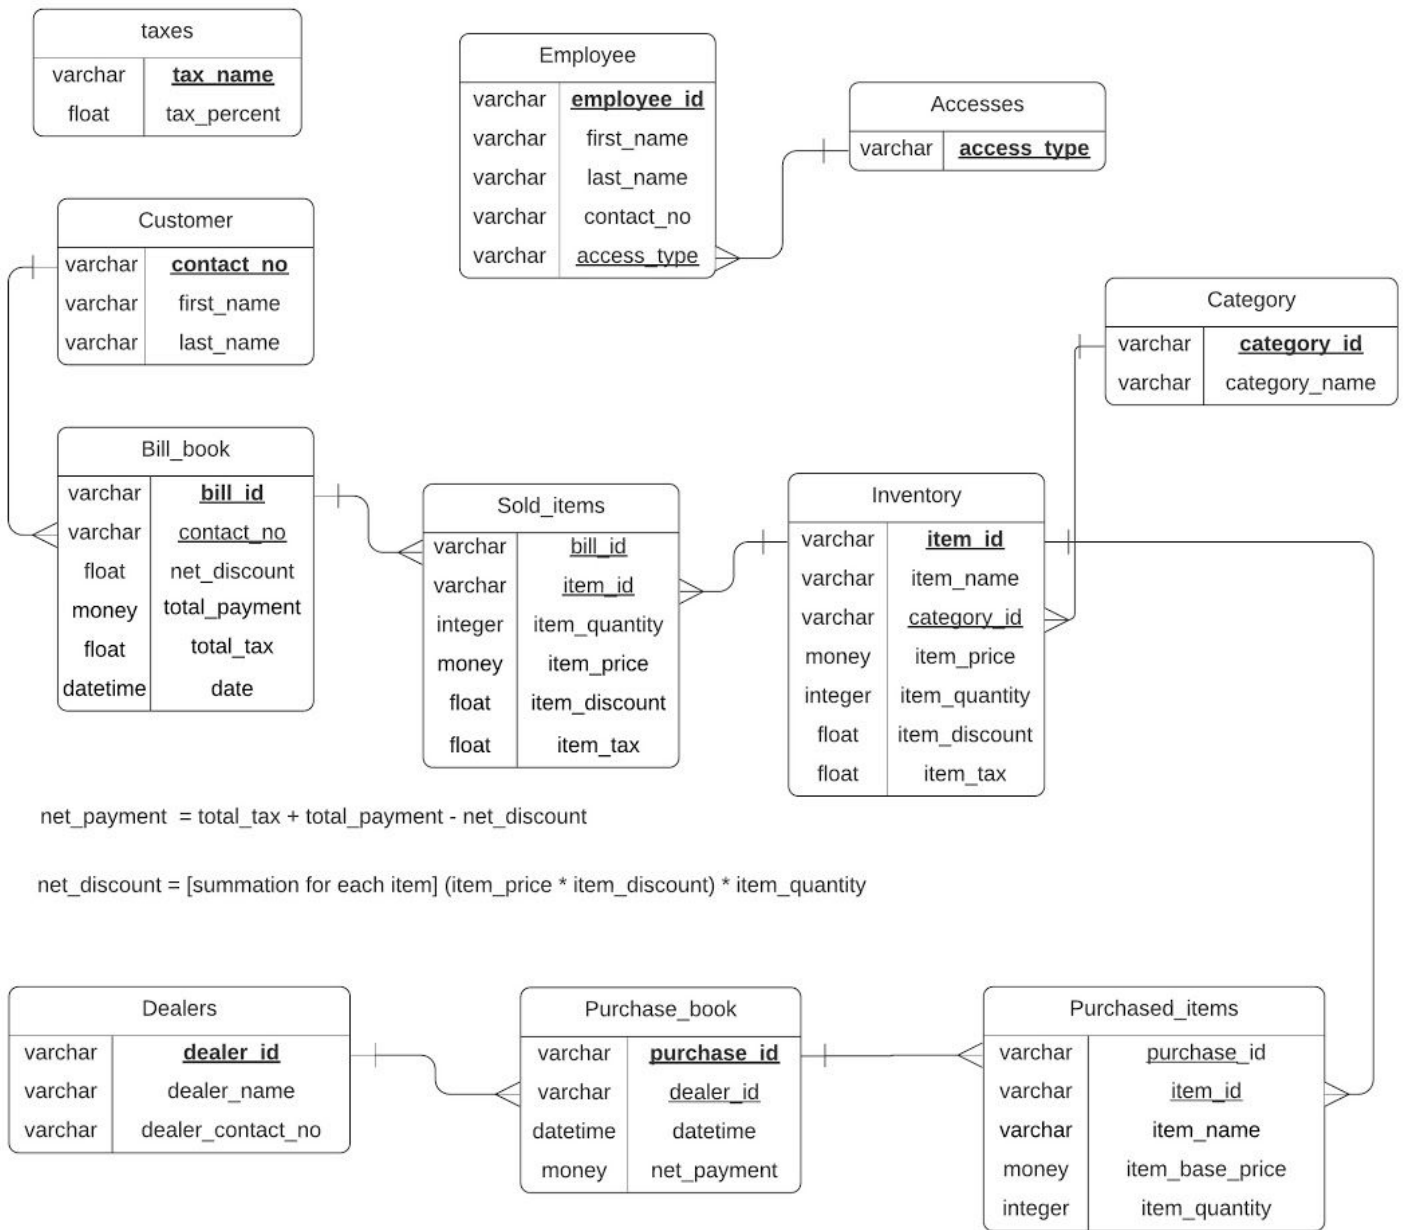 taxes
varchar tax_name
float tax_percent
Employee
varchar employee_id
varchar first_name
varchar last_name
varchar contact_no
varchar access_type
Accesses
varchar access_type
Customer
varchar contact_no
varchar first_name
varchar last_name
Category
varchar category_id
varchar category_name
Bill_book
varchar bill_id
varchar contact_no
float net_discount
money total_payment
float total_tax
datetime date
Sold_items
varchar bill_id
varchar item_id
integer item_quantity
money item_price
float item_discount
float item_tax
Inventory
varchar item_id
varchar item_name
varchar category_id
money item_price
integer item_quantity
float item_discount
float item_tax
net_payment = total_tax + total_payment - net_discount
net_discount = [summation for each item] (item_price * item_discount) * item_quantity
Dealers
varchar dealer_id
varchar dealer_name
varchar dealer_contact_no
Purchase_book
varchar purchase_id
varchar dealer_id
datetime datetime
money net_payment
Purchased_items
varchar purchase_id
varchar item_id
varchar item_name
money item_base_price
integer item_quantity